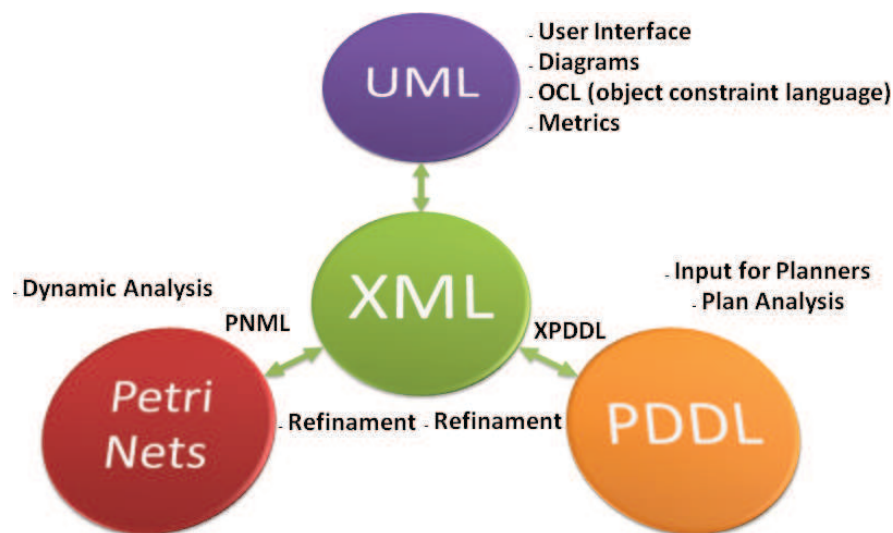 UML
- User Interface
- Diagrams
- OCL (object constraint language)
- Metrics
XML
- Dynamic Analysis
PNML
- Input for Planners
- Plan Analysis
XPDDL
Petri
Nets
- Refinament
- Refinament
PDDL